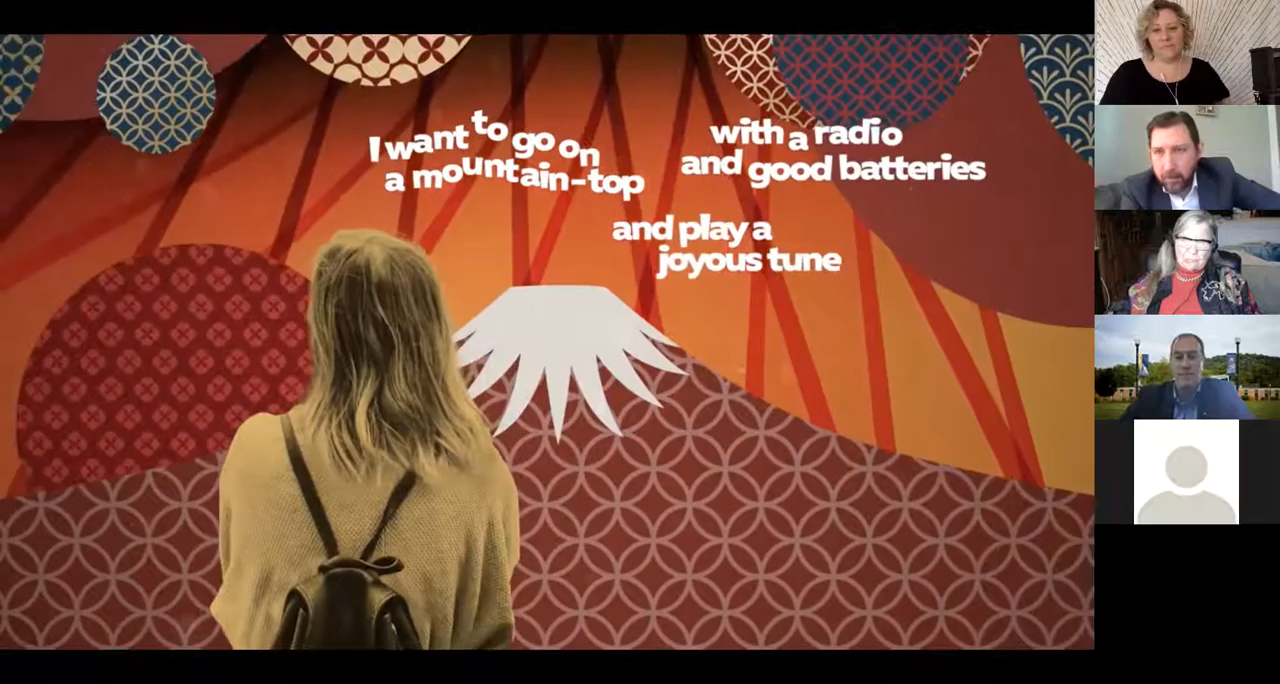 I want to go on
a mountain-top
with a radio
and good batteries
and play a
joyous tune